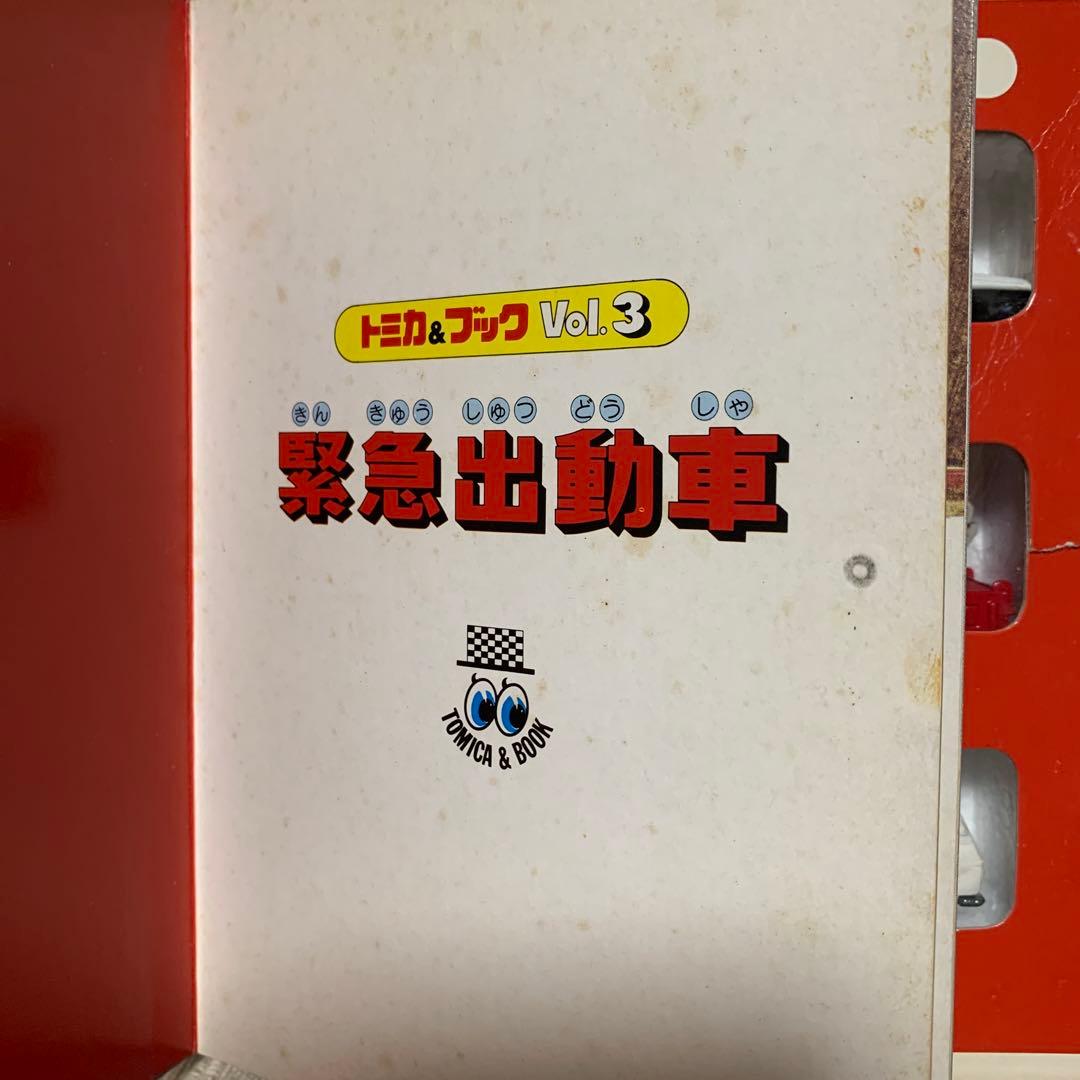 トミカ&ブック Vol.3
きん きゅう しゅつ どう しゃ
緊急出動車
TOMICA & BOOK